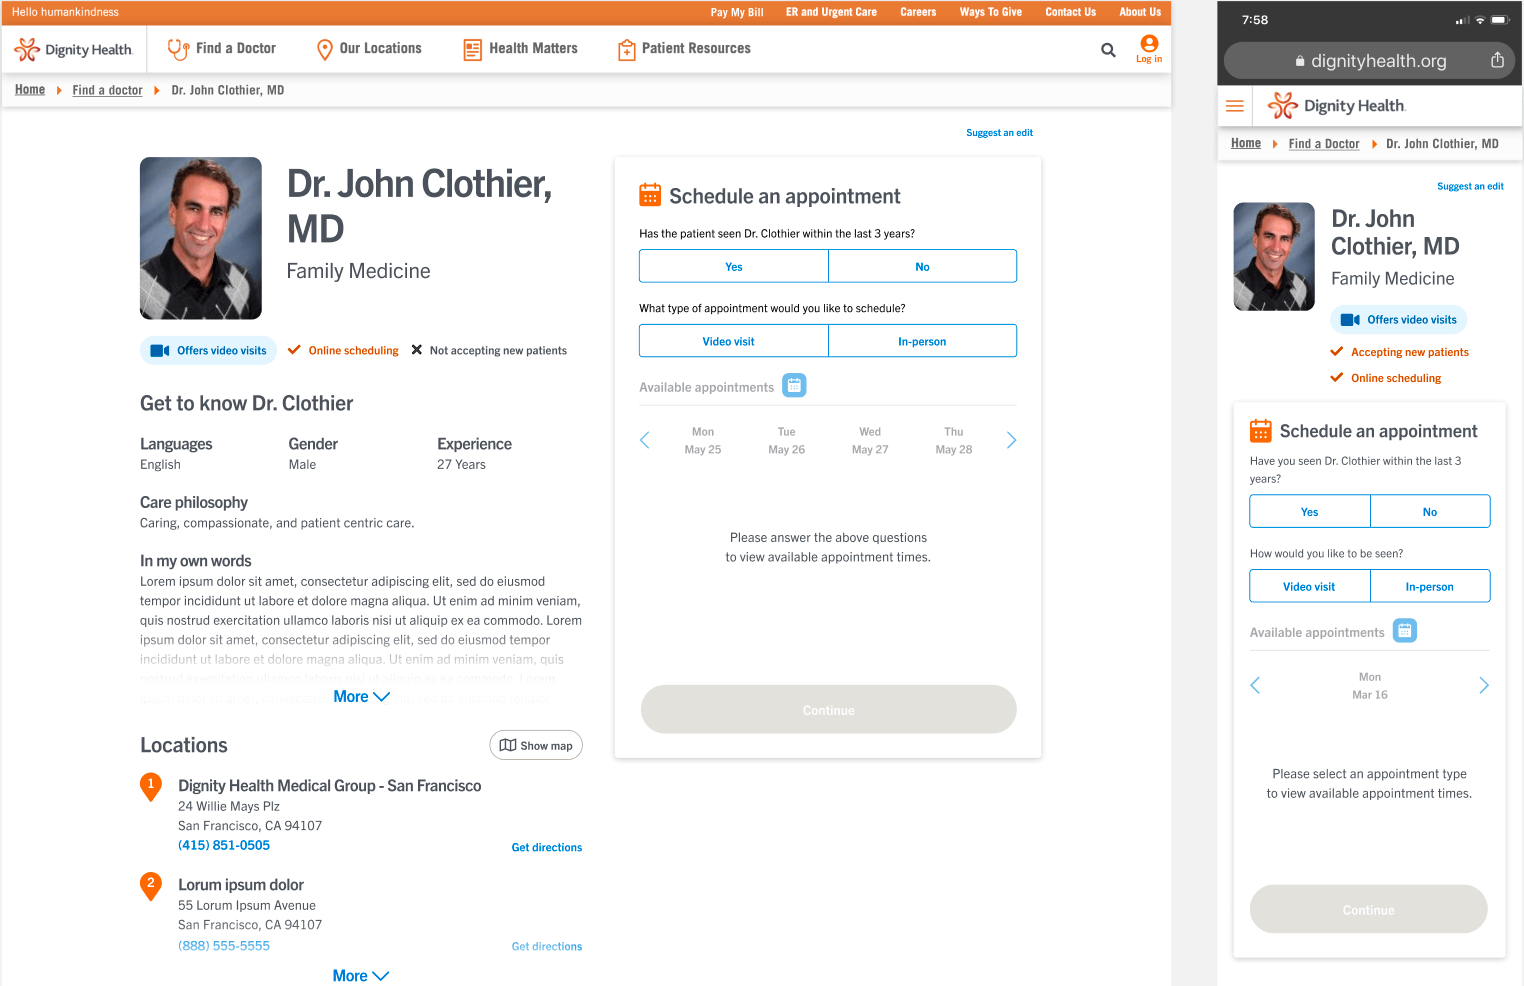 Hello humankindness
Pay My Bill ER and Urgent Care Careers Ways To Give Contact Us About Us
Dignity Health. Find a Doctor Our Locations Health Matters Patient Resources Log in
Home Find a doctor Dr. John Clothier, MD
Suggest an edit
Dr. John Clothier,
MD
Family Medicine
Offers video visits Online scheduling Not accepting new patients
Get to know Dr. Clothier
Languages Gender Experience
English Male 27 Years
Care philosophy
Caring, compassionate, and patient centric care.
In my own words
Lorem ipsum dolor sit amet, consectetur adipiscing elit, sed do eiusmod
tempor incididunt ut labore et dolore magna aliqua. Ut enim ad minim veniam,
quis nostrud exercitation ullamco laboris nisi ut aliquip ex ea commodo. Lorem
ipsum dolor sit amet, consectetur adipiscing elit, sed do eiusmod tempor
incididunt ut labore et dolore magna aliqua. Ut enim ad minim veniam, quis
nostrud exercitation ullamco laboris nisi ut aliquip ex ea commodo. Lorem
More
Locations
Show map
1
Dignity Health Medical Group - San Francisco
24 Willie Mays Plz
San Francisco, CA 94107
(415) 851-0505 Get directions
2
Lorum ipsum dolor
55 Lorum Ipsum Avenue
San Francisco, CA 94107
(888) 555-5555 Get directions
More
Schedule an appointment
Has the patient seen Dr. Clothier within the last 3 years?
Yes No
What type of appointment would you like to schedule?
Video visit In-person
Available appointments
Mon Tue Wed Thu
May 25 May 26 May 27 May 28
Please answer the above questions
to view available appointment times.
Continue
7:58
dignityhealth.org
Dignity Health.
Home Find a Doctor Dr. John Clothier, MD
Suggest an edit
Dr. John
Clothier, MD
Family Medicine
Offers video visits
Accepting new patients
Online scheduling
Schedule an appointment
Have you seen Dr. Clothier within the last 3
years?
Yes No
How would you like to be seen?
Video visit In-person
Available appointments
Mon
Mar 16
Please select an appointment type
to view available appointment times.
Continue